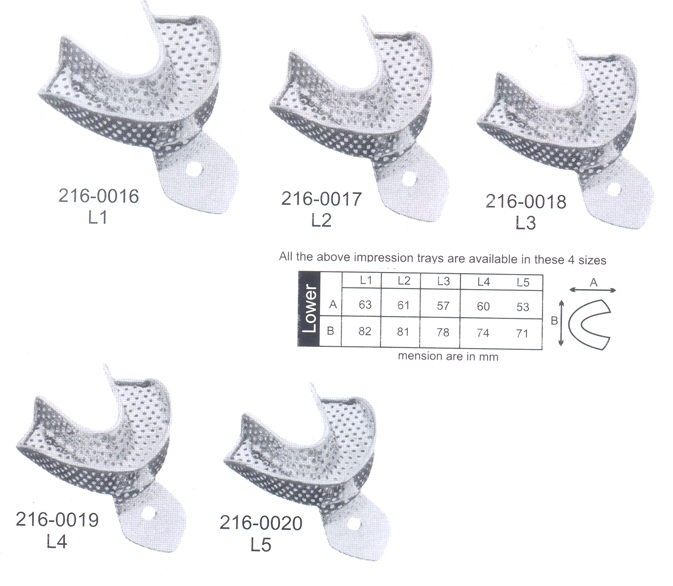 216-0016
L1
216-0017
L2
216-0018
L3
All the above impression trays are available in these 4 sizes
Lower
L1 L2 L3 L4 L5
A 63 61 57 60 53
B 82 81 78 74 71
A
B
mension are in mm
216-0019
L4
216-0020
L5